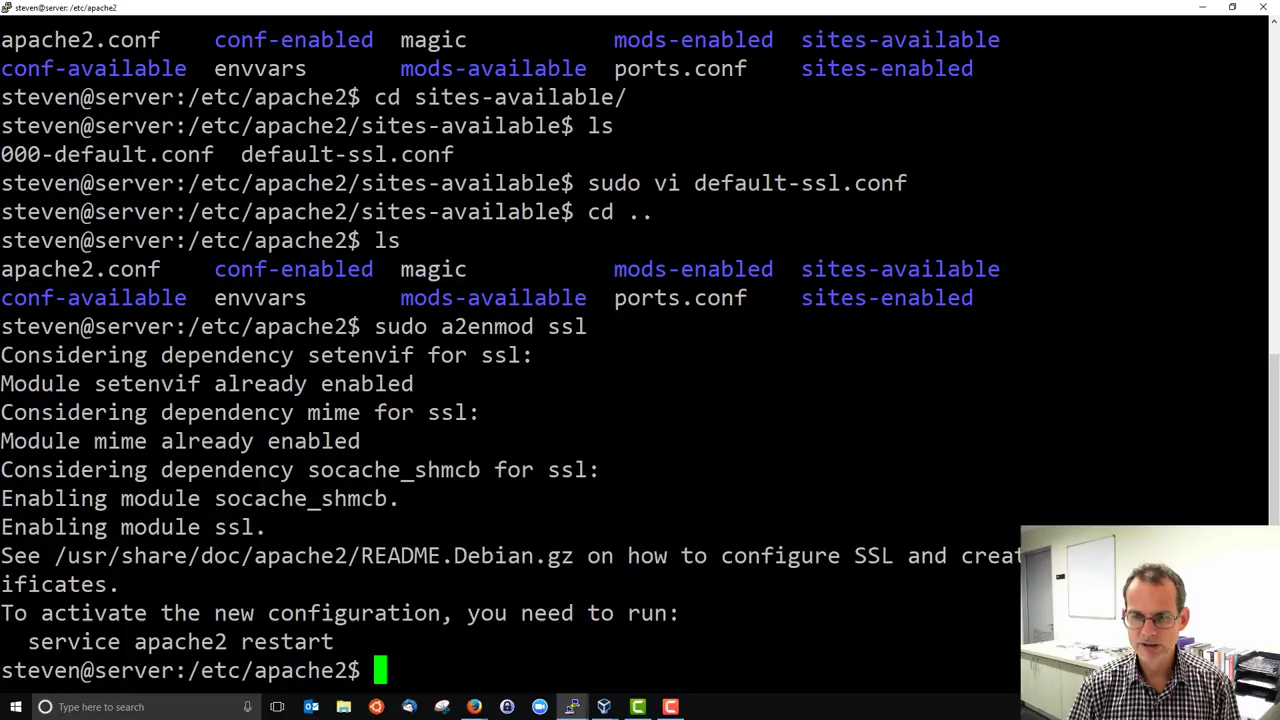 steven@server: /etc/apache2
apache2.conf conf-enabled magic mods-enabled sites-available
conf-available envvars mods-available ports.conf sites-enabled
steven@server:/etc/apache2$ cd sites-available/
steven@server:/etc/apache2/sites-available$ ls
000-default.conf default-ssl.conf
steven@server:/etc/apache2/sites-available$ sudo vi default-ssl.conf
steven@server:/etc/apache2/sites-available$ cd ..
steven@server:/etc/apache2$ ls
apache2.conf conf-enabled magic mods-enabled sites-available
conf-available envvars mods-available ports.conf sites-enabled
steven@server:/etc/apache2$ sudo a2enmod ssl
Considering dependency setenvif for ssl:
Module setenvif already enabled
Considering dependency mime for ssl:
Module mime already enabled
Considering dependency socache_shmcb for ssl:
Enabling module socache_shmcb.
Enabling module ssl.
See /usr/share/doc/apache2/README.Debian.gz on how to configure SSL and creat
ificates.
To activate the new configuration, you need to run:
service apache2 restart
steven@server:/etc/apache2$
Type here to search